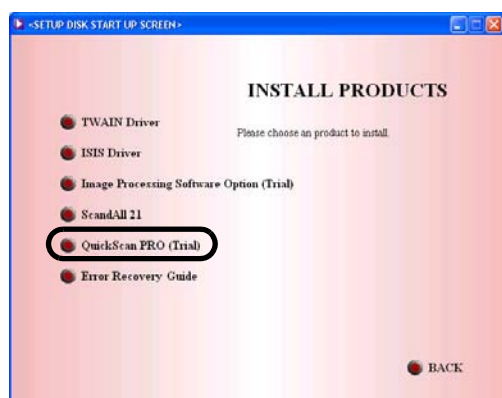 <SETUP DISK START UP SCREEN>
INSTALL PRODUCTS
Please choose an product to install.
TWAIN Driver
ISIS Driver
Image Processing Software Option (Trial)
ScandAll 21
QuickScan PRO (Trial)
Error Recovery Guide
BACK